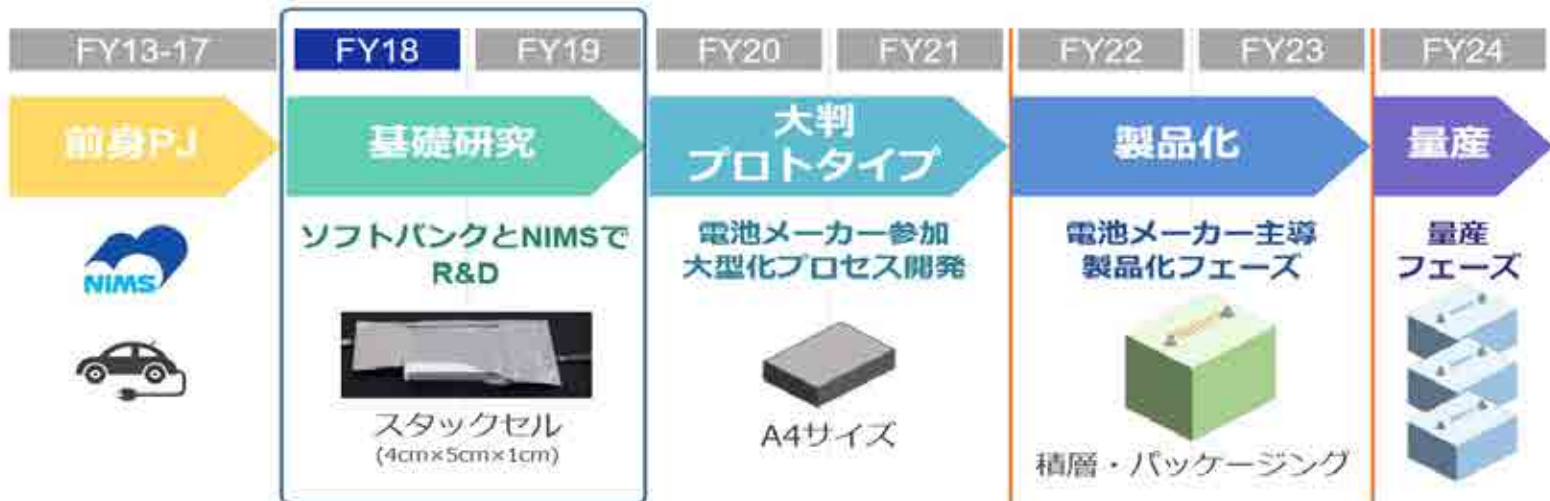 FY13-17
FY18
FY19
FY20
FY21
FY22
FY23
FY24
前身PJ
基礎研究
大判
プロトタイプ
製品化
量産
NIMS
ソフトバンクとNIMSで
R&D
スタックセル
(4cm×5cm×1cm)
電池メーカー参加
大型化プロセス開発
A4サイズ
電池メーカー主導
製品化フェーズ
積層・パッケージング
量産
フェーズ